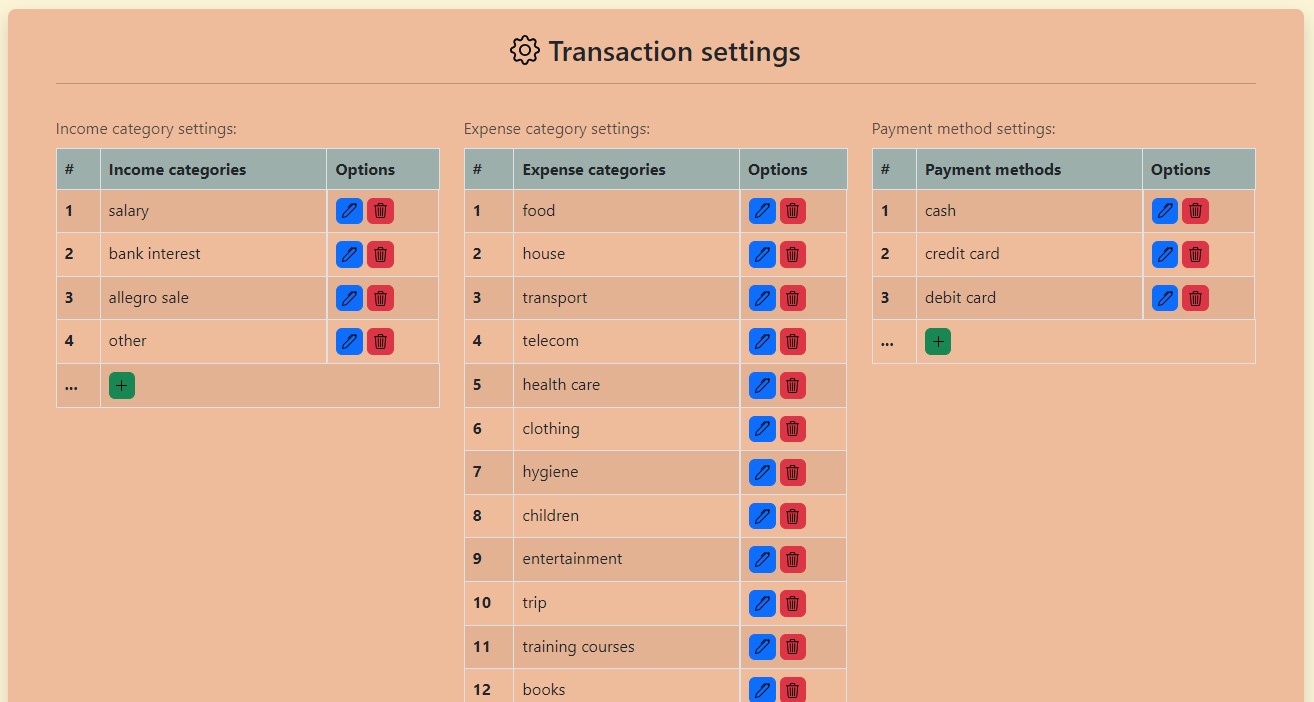 Transaction settings
Income category settings:
# Income categories Options
1 salary
2 bank interest
3 allegro sale
4 other
...
Expense category settings:
# Expense categories Options
1 food
2 house
3 transport
4 telecom
5 health care
6 clothing
7 hygiene
8 children
9 entertainment
10 trip
11 training courses
12 books
Payment method settings:
# Payment methods Options
1 cash
2 credit card
3 debit card
...